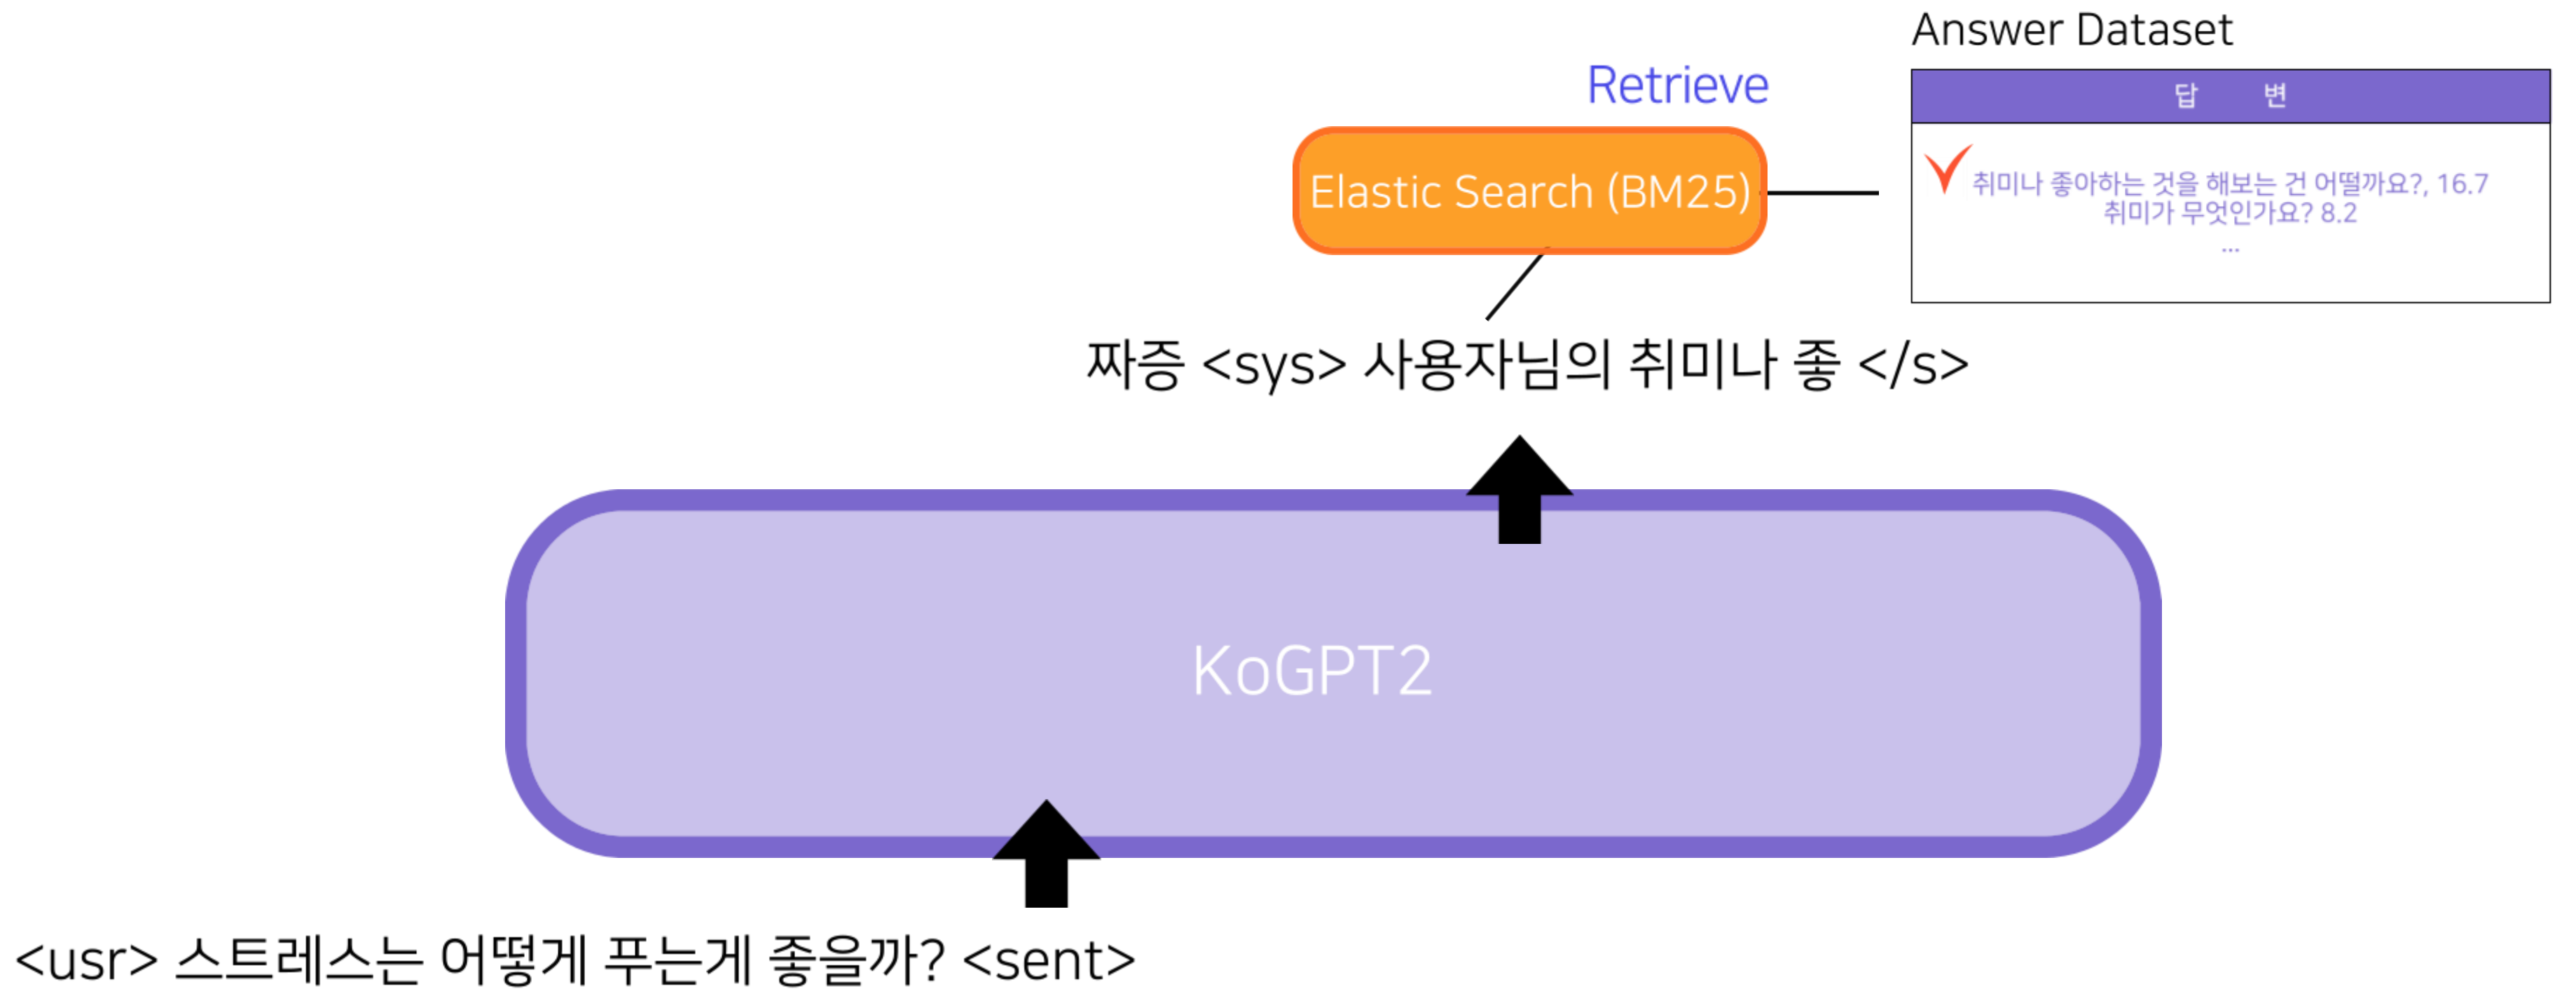 Answer Dataset
Retrieve
답 변
Elastic Search (BM25)
취미나 좋아하는 것을 해보는 건 어떨까요?, 16.7
취미가 무엇인가요? 8.2
...
짜증 <sys> 사용자님의 취미나 좋 </s>
KoGPT2
<usr> 스트레스는 어떻게 푸는게 좋을까? <sent>